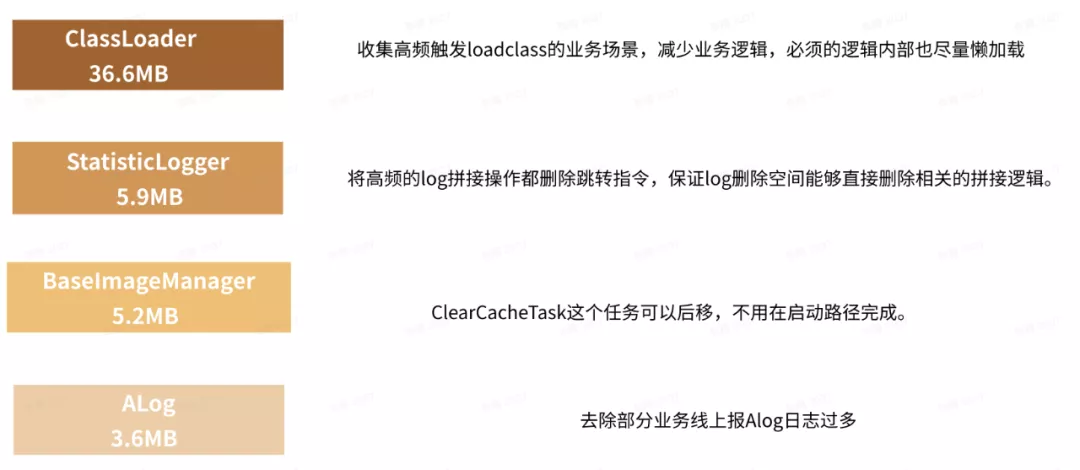 ClassLoader
36.6MB
收集高频触发loadclass的业务场景，减少业务逻辑，必须的逻辑内部也尽量懒加载
StatisticLogger
5.9MB
将高频的log拼接操作都删除跳转指令，保证log删除空间能够直接删除相关的拼接逻辑。
BaseImageManager
5.2MB
ClearCacheTask这个任务可以后移，不用在启动路径完成。
ALog
3.6MB
去除部分业务线上报Alog日志过多